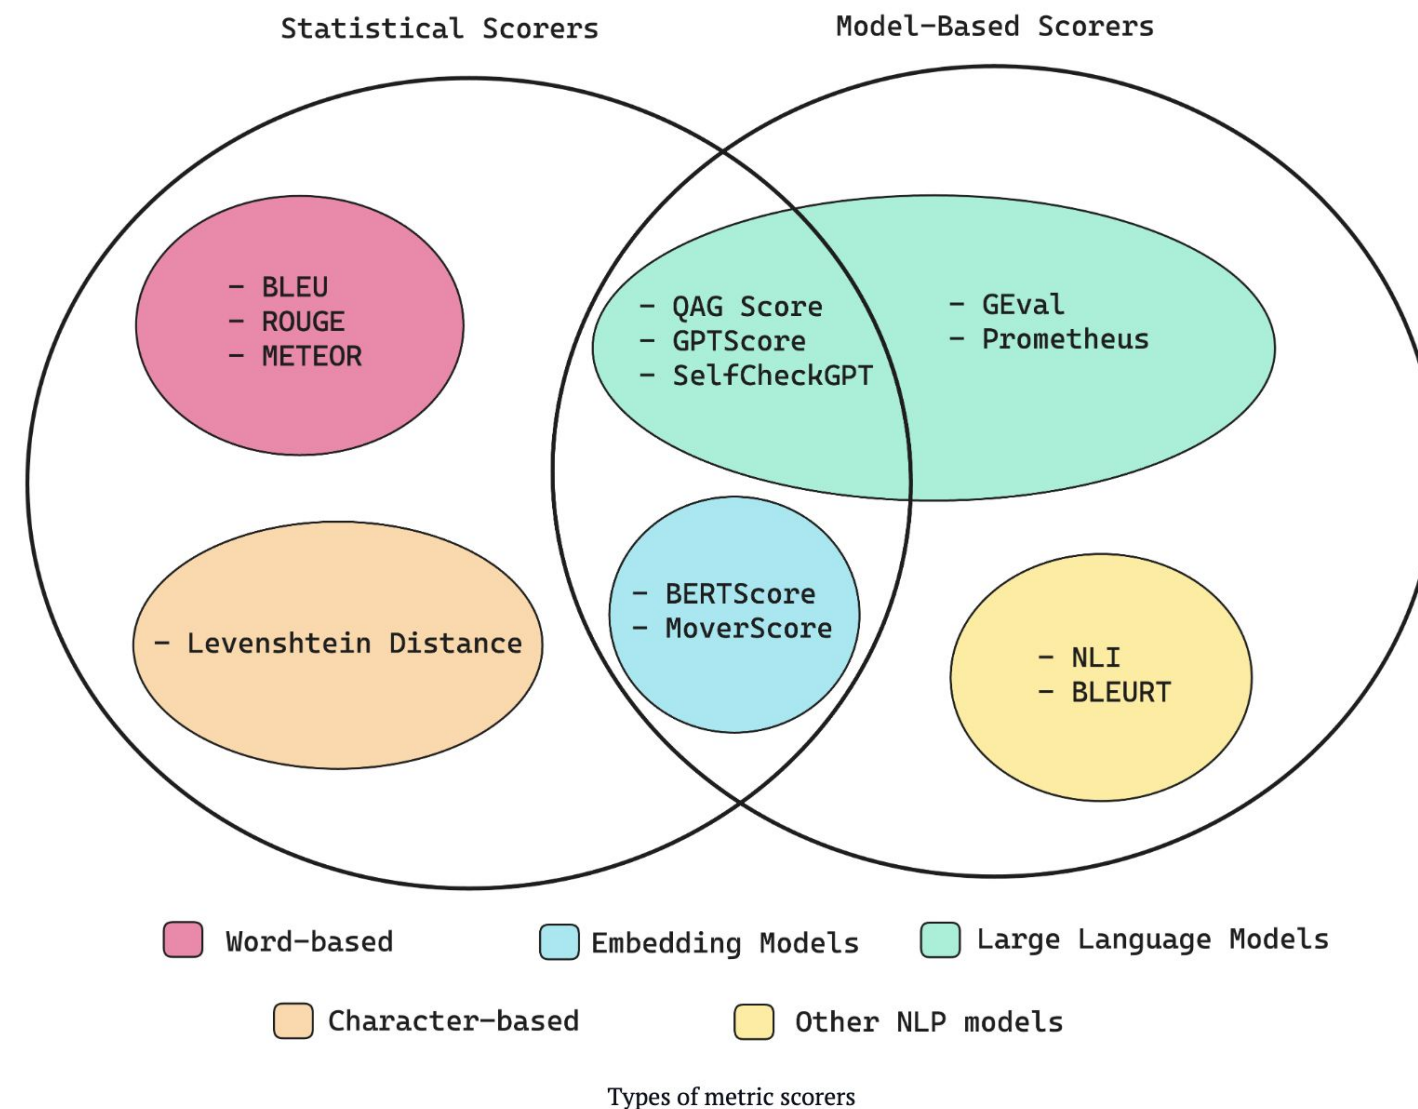 Statistical Scorers
Model-Based Scorers
- BLEU
- ROUGE
- METEOR
- QAG Score
- GPTScore
- SelfCheckGPT
- GEval
- Prometheus
- Levenshtein Distance
- BERTScore
- MoverScore
- NLI
- BLEURT
Word-based
Embedding Models
Large Language Models
Character-based
Other NLP models
Types of metric scorers